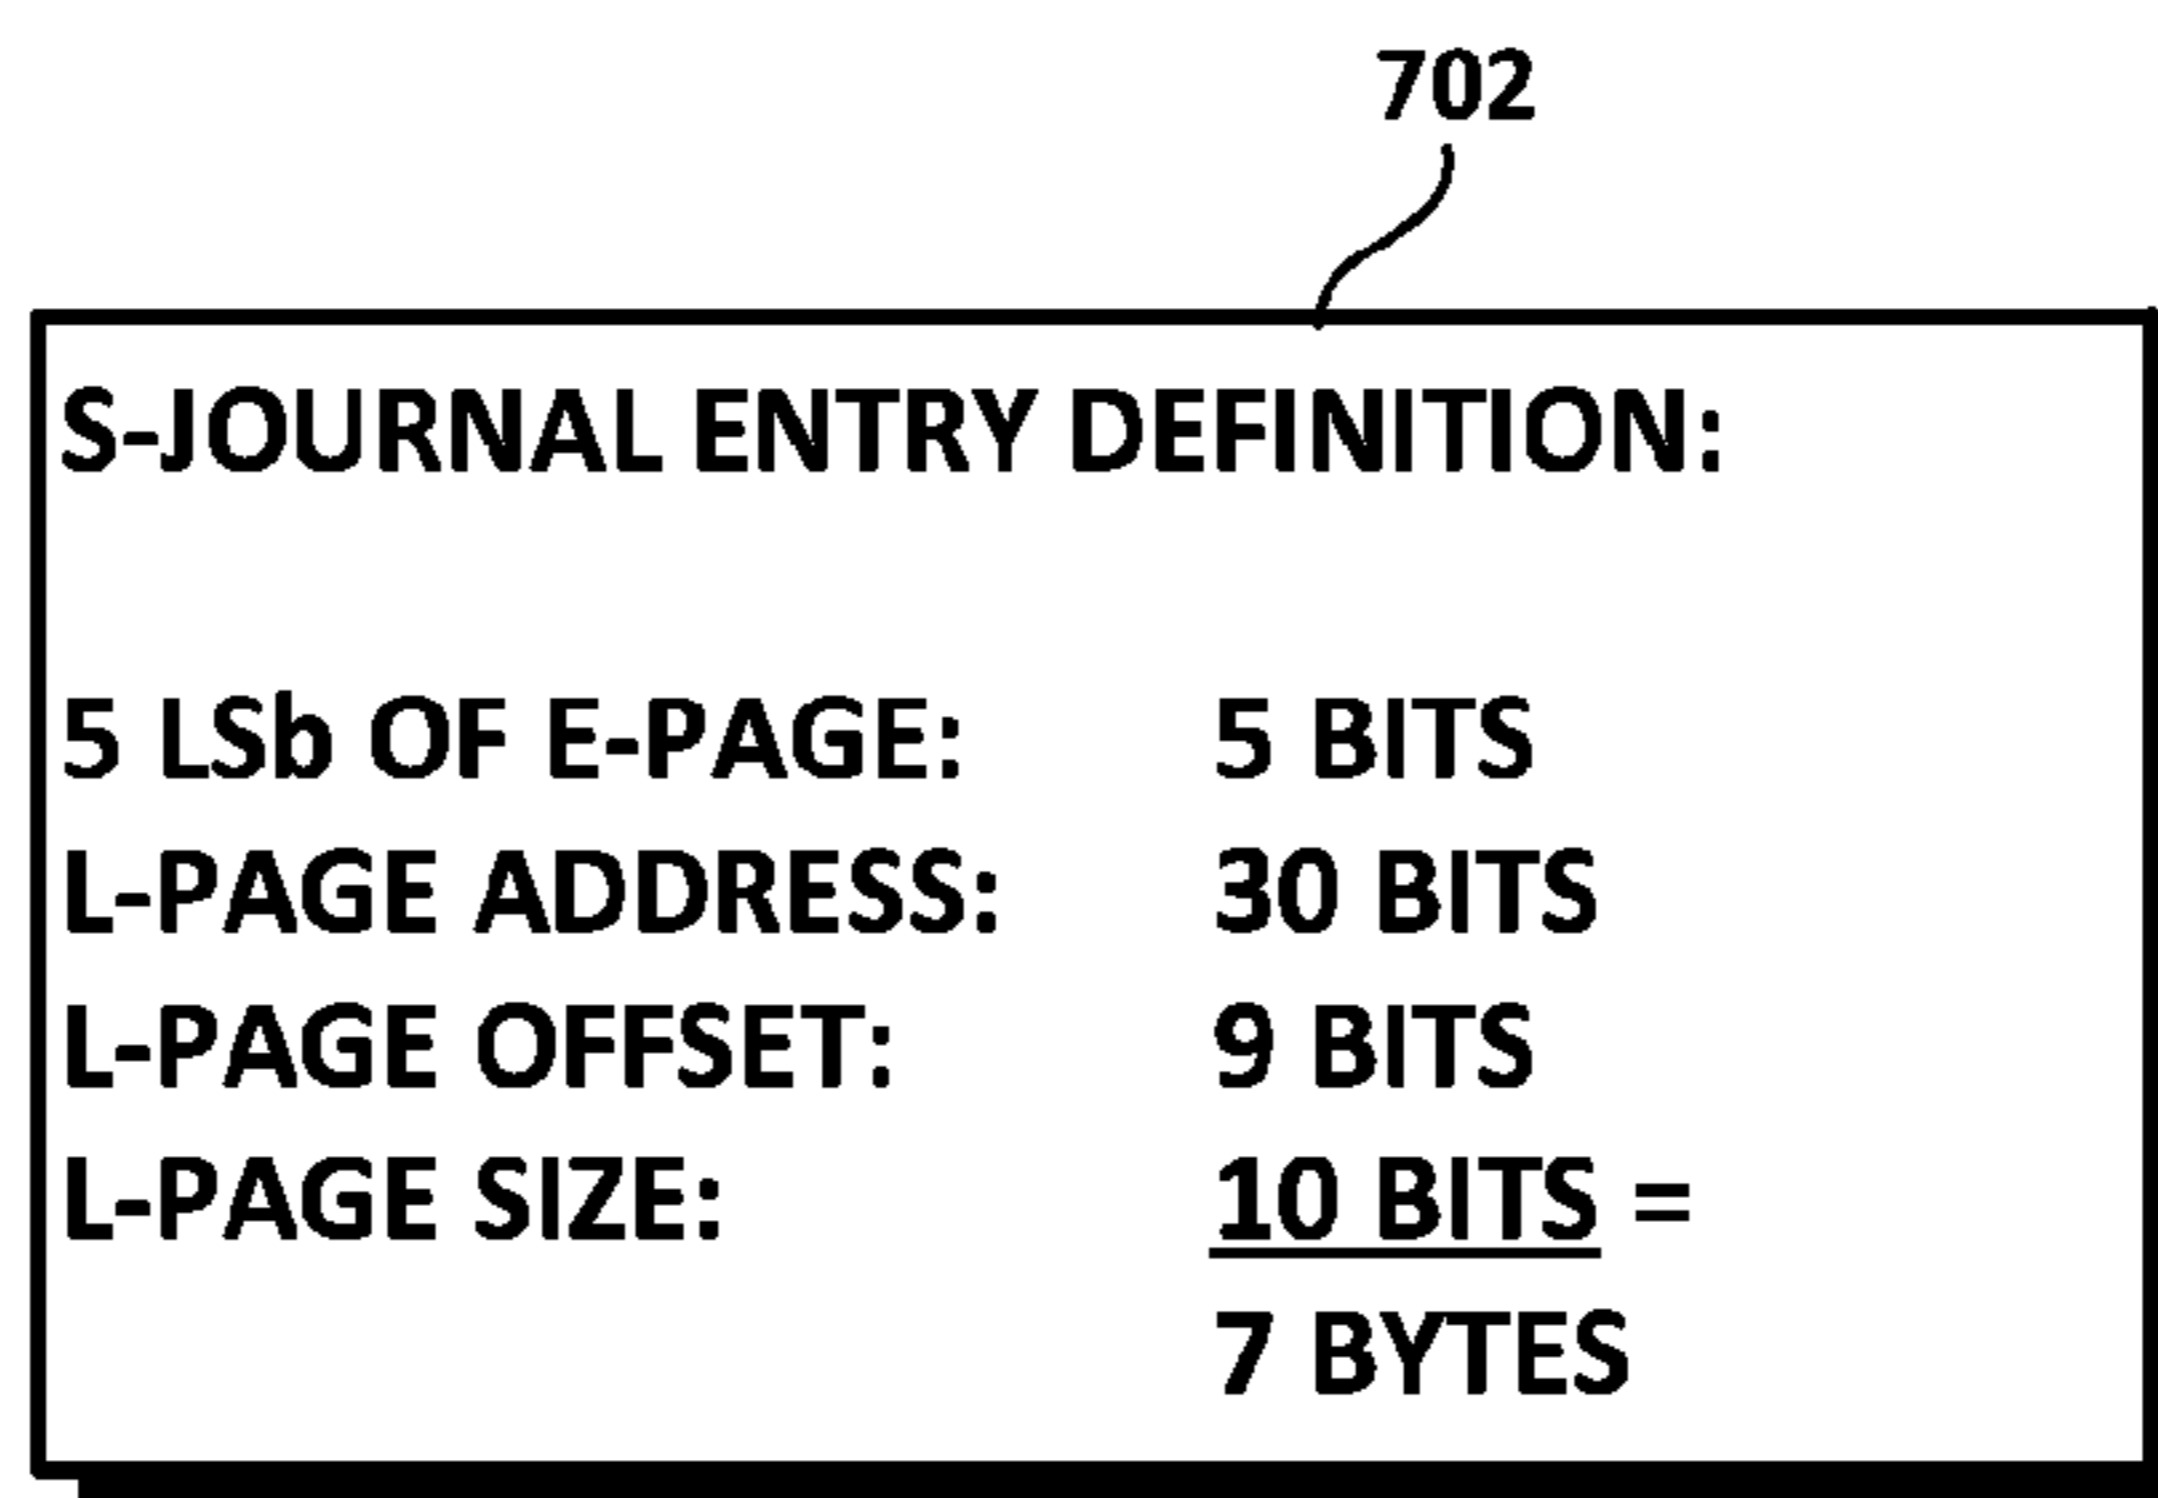 702
S-JOURNAL ENTRY DEFINITION:
5 LSb OF E-PAGE: 5 BITS
L-PAGE ADDRESS: 30 BITS
L-PAGE OFFSET: 9 BITS
L-PAGE SIZE: 10 BITS =
7 BYTES